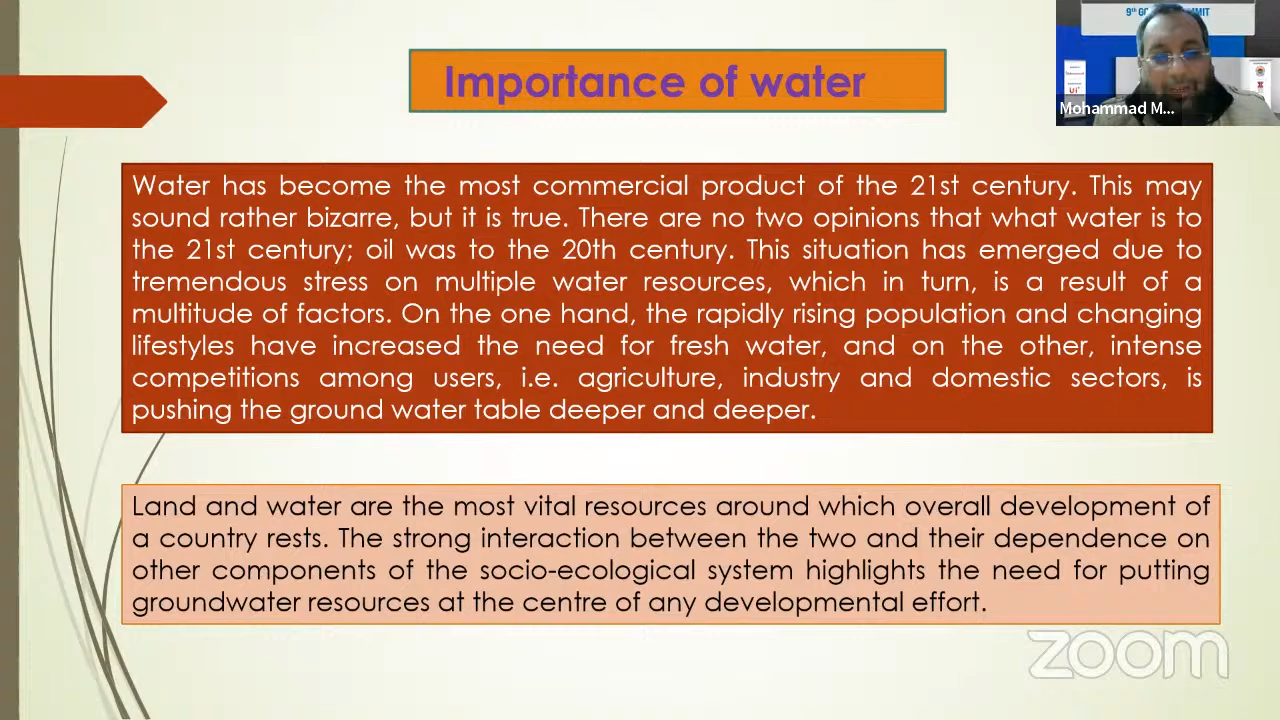 Importance of water
9th
Mohammad M...
Water has become the most commercial product of the 21st century. This may
sound rather bizarre, but it is true. There are no two opinions that what water is to
the 21st century; oil was to the 20th century. This situation has emerged due to
tremendous stress on multiple water resources, which in turn, is a result of a
multitude of factors. On the one hand, the rapidly rising population and changing
lifestyles have increased the need for fresh water, and on the other, intense
competitions among users, i.e. agriculture, industry and domestic sectors, is
pushing the ground water table deeper and deeper.
Land and water are the most vital resources around which overall development of
a country rests. The strong interaction between the two and their dependence on
other components of the socio-ecological system highlights the need for putting
groundwater resources at the centre of any developmental effort.
zoom